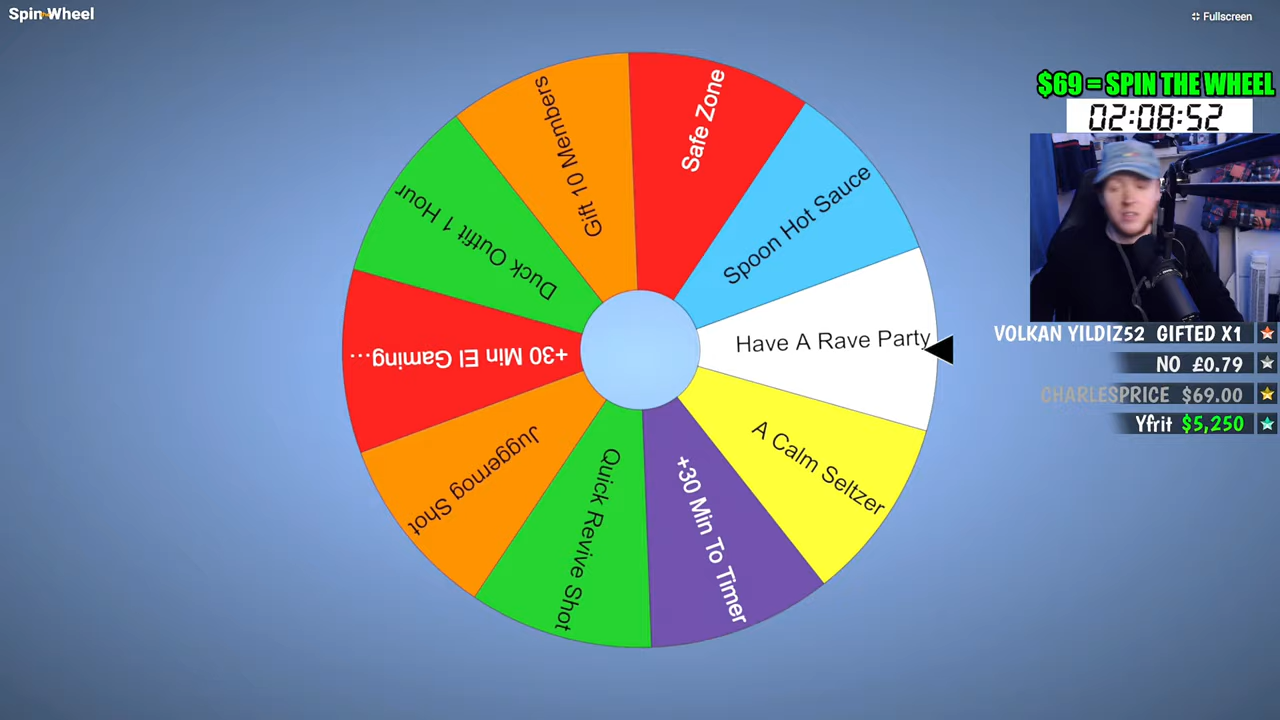 Spin the Wheel
Fullscreen
$69 = SPIN THE WHEEL
02:08:52
Safe Zone
Spoon Hot Sauce
Have A Rave Party
A Calm Seltzer
+30 Min To Timer
Quick Revive Shot
Juggernog Shot
+30 Min El Gaming...
Duck Outfit 1 Hour
Gift 10 Members
VOLKAN YILDIZ52 GIFTED X1
NO £0.79
CHARLESPRICE $69.00
Yfrit $5,250